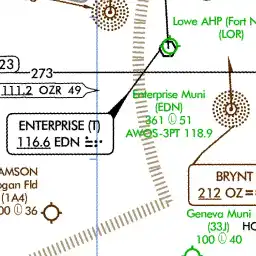 Lowe AHP (Fort N
(LOR)
23
273
111.2 OZR 49
Enterprise Muni
(EDN)
361 Ⓛ 51
AWOS-3PT 118.9
ENTERPRISE (T)
116.6 EDN
AMSON
ogan Fld
(1A4)
00 Ⓛ 36
BRYNT
212 OZ
Geneva Muni
(33J)
100 Ⓛ 40
HO